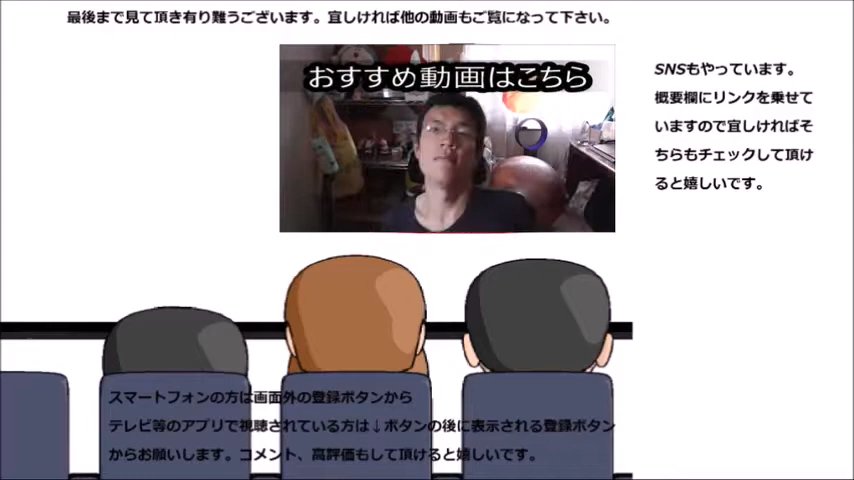 最後まで見て頂き有り難うございます。宜しければ他の動画もご覧になって下さい。
おすすめ動画はこちら
SNSもやっています。
概要欄にリンクを乗せて
いますので宜しければそ
ちらもチェックして頂け
ると嬉しいです。
スマートフォンの方は画面外の登録ボタンから
テレビ等のアプリで視聴されている方は↓ボタンの後に表示される登録ボタン
からお願いします。コメント、高評価もして頂けると嬉しいです。